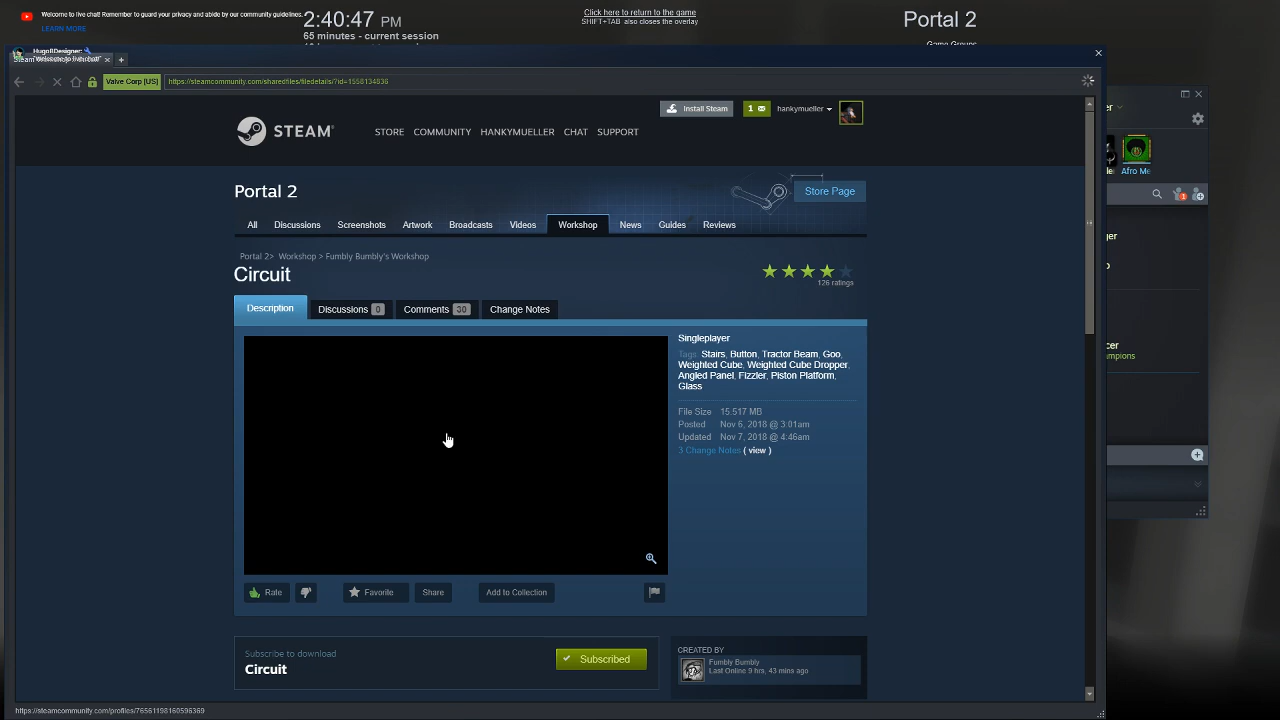 Welcome to live chat! Remember to guard your privacy and abide by our community guidelines.
LEARN MORE
2:40:47 PM
65 minutes - current session
Click here to return to the game
SHIFT+TAB also closes the overlay
Portal 2
Game Groups
HugoBDesigner:
Valve Corp [US]
https://steamcommunity.com/sharedfiles/filedetails/?id=1558134836
Install Steam
1
hankymueller
STEAM
STORE COMMUNITY HANKYMUELLER CHAT SUPPORT
Afro Me
Portal 2
Store Page
All Discussions Screenshots Artwork Broadcasts Videos Workshop News Guides Reviews
Portal 2> Workshop > Fumbly Bumbly's Workshop
Circuit
126 ratings
Description Discussions 0 Comments 30 Change Notes
Singleplayer
Tags: Stairs, Button, Tractor Beam, Goo,
Weighted Cube, Weighted Cube Dropper,
Angled Panel, Fizzler, Piston Platform,
Glass
File Size 15.517 MB
Posted Nov 6, 2018 @ 3:01am
Updated Nov 7, 2018 @ 4:46am
3 Change Notes ( view )
Rate
Favorite
Share
Add to Collection
Subscribe to download
Circuit
Subscribed
CREATED BY
Fumbly Bumbly
Last Online 9 hrs, 43 mins ago
https://steamcommunity.com/profiles/76561198160596369